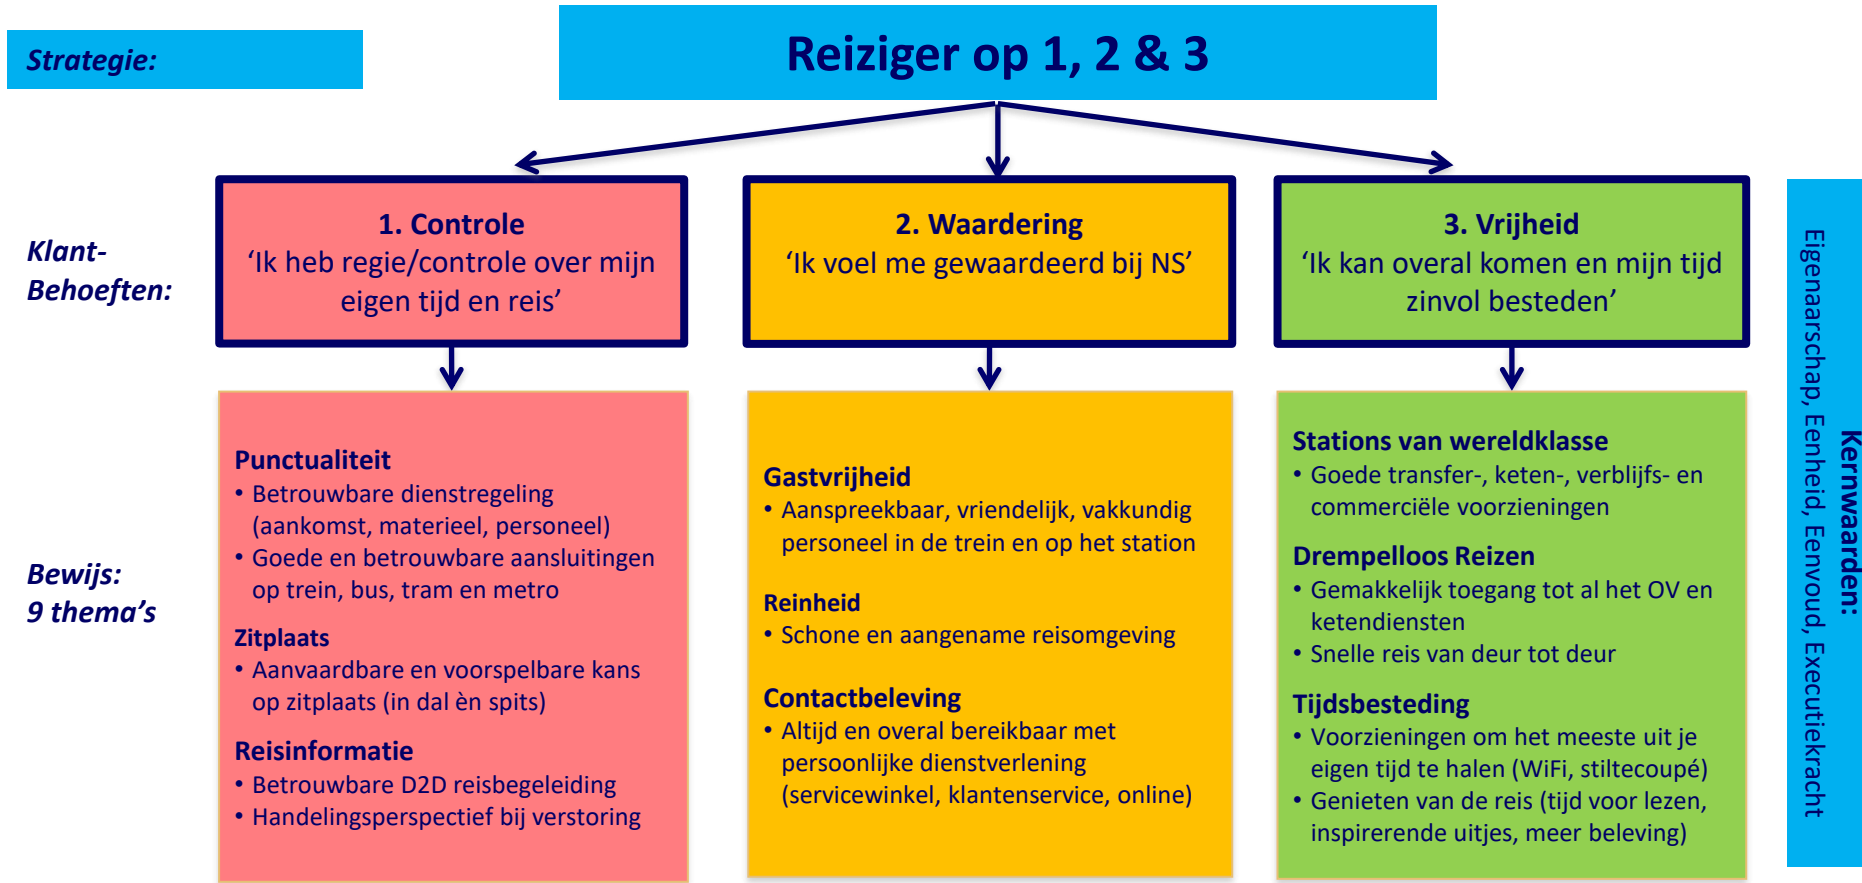 Strategie:
Reiziger op 1, 2 & 3
Klant-
Behoeften:
1. Controle
‘Ik heb regie/controle over mijn
eigen tijd en reis’
2. Waardering
‘Ik voel me gewaardeerd bij NS’
3. Vrijheid
‘Ik kan overal komen en mijn tijd
zinvol besteden’
Bewijs:
9 thema’s
Punctualiteit
• Betrouwbare dienstregeling
(aankomst, materieel, personeel)
• Goede en betrouwbare aansluitingen
op trein, bus, tram en metro
Zitplaats
• Aanvaardbare en voorspelbare kans
op zitplaats (in dal èn spits)
Reisinformatie
• Betrouwbare D2D reisbegeleiding
• Handelingsperspectief bij verstoring
Gastvrijheid
• Aanspreekbaar, vriendelijk, vakkundig
personeel in de trein en op het station
Reinheid
• Schone en aangename reisomgeving
Contactbeleving
• Altijd en overal bereikbaar met
persoonlijke dienstverlening
(servicewinkel, klantenservice, online)
Stations van wereldklasse
• Goede transfer-, keten-, verblijfs- en
commerciële voorzieningen
Drempelloos Reizen
• Gemakkelijk toegang tot al het OV en
ketendiensten
• Snelle reis van deur tot deur
Tijdsbesteding
• Voorzieningen om het meeste uit je
eigen tijd te halen (WiFi, stiltecoupé)
• Genieten van de reis (tijd voor lezen,
inspirerende uitjes, meer beleving)
Kernwaarden:
Eigenaarschap, Eenheid, Eenvoud, Executiekracht